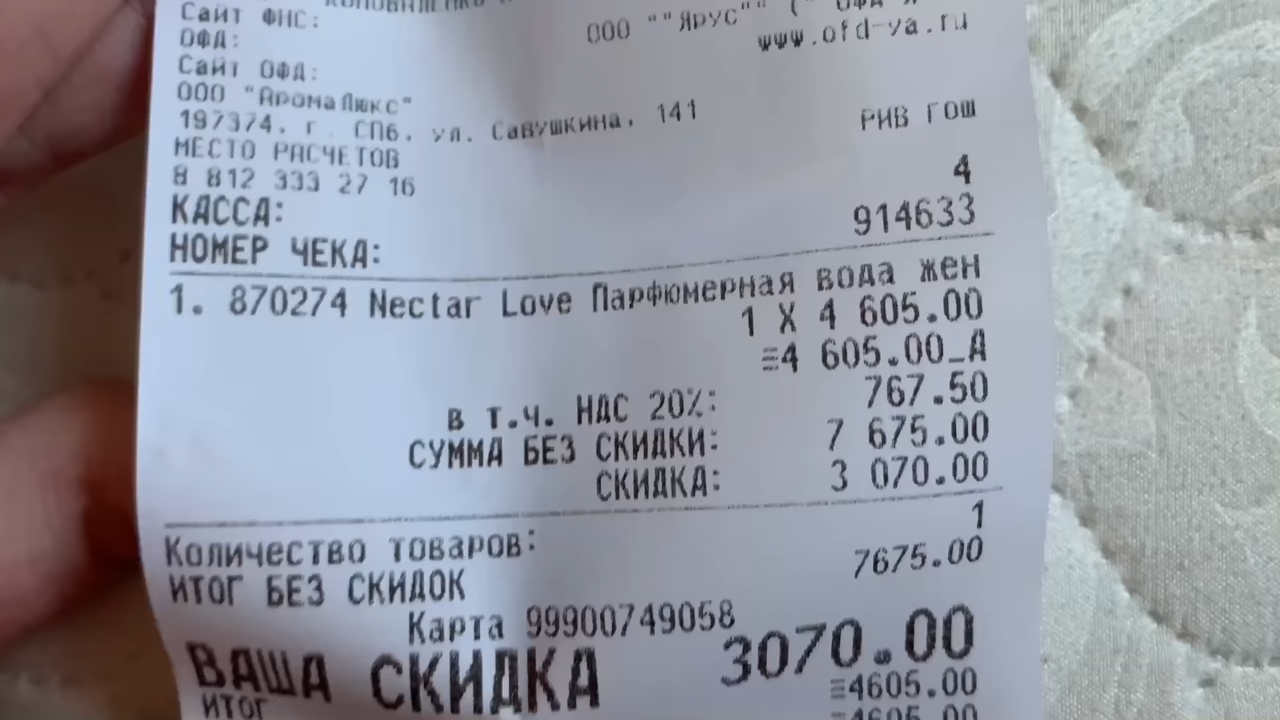 Сайт ФНС:
ОФД:
ООО ""Ярус"" (
Сайт ОФД:
www.ofd-ya.ru
ООО "АромаЛюкс"
197374, г. СПб, ул. Савушкина, 141
МЕСТО РАСЧЕТОВ
РИВ ГОШ
8 812 333 27 16
КАССА:
4
НОМЕР ЧЕКА:
914633
1. 870274 Nectar Love Парфюмерная вода жен
1 X 4 605.00
≡4 605.00_А
в т.ч. НДС 20%:
767.50
СУММА БЕЗ СКИДКИ:
7 675.00
СКИДКА:
3 070.00
Количество товаров:
1
ИТОГ БЕЗ СКИДОК
7675.00
Карта 99900749058
ВАША СКИДКА
3070.00
ИТОГ
≡4605.00
≡4605.00